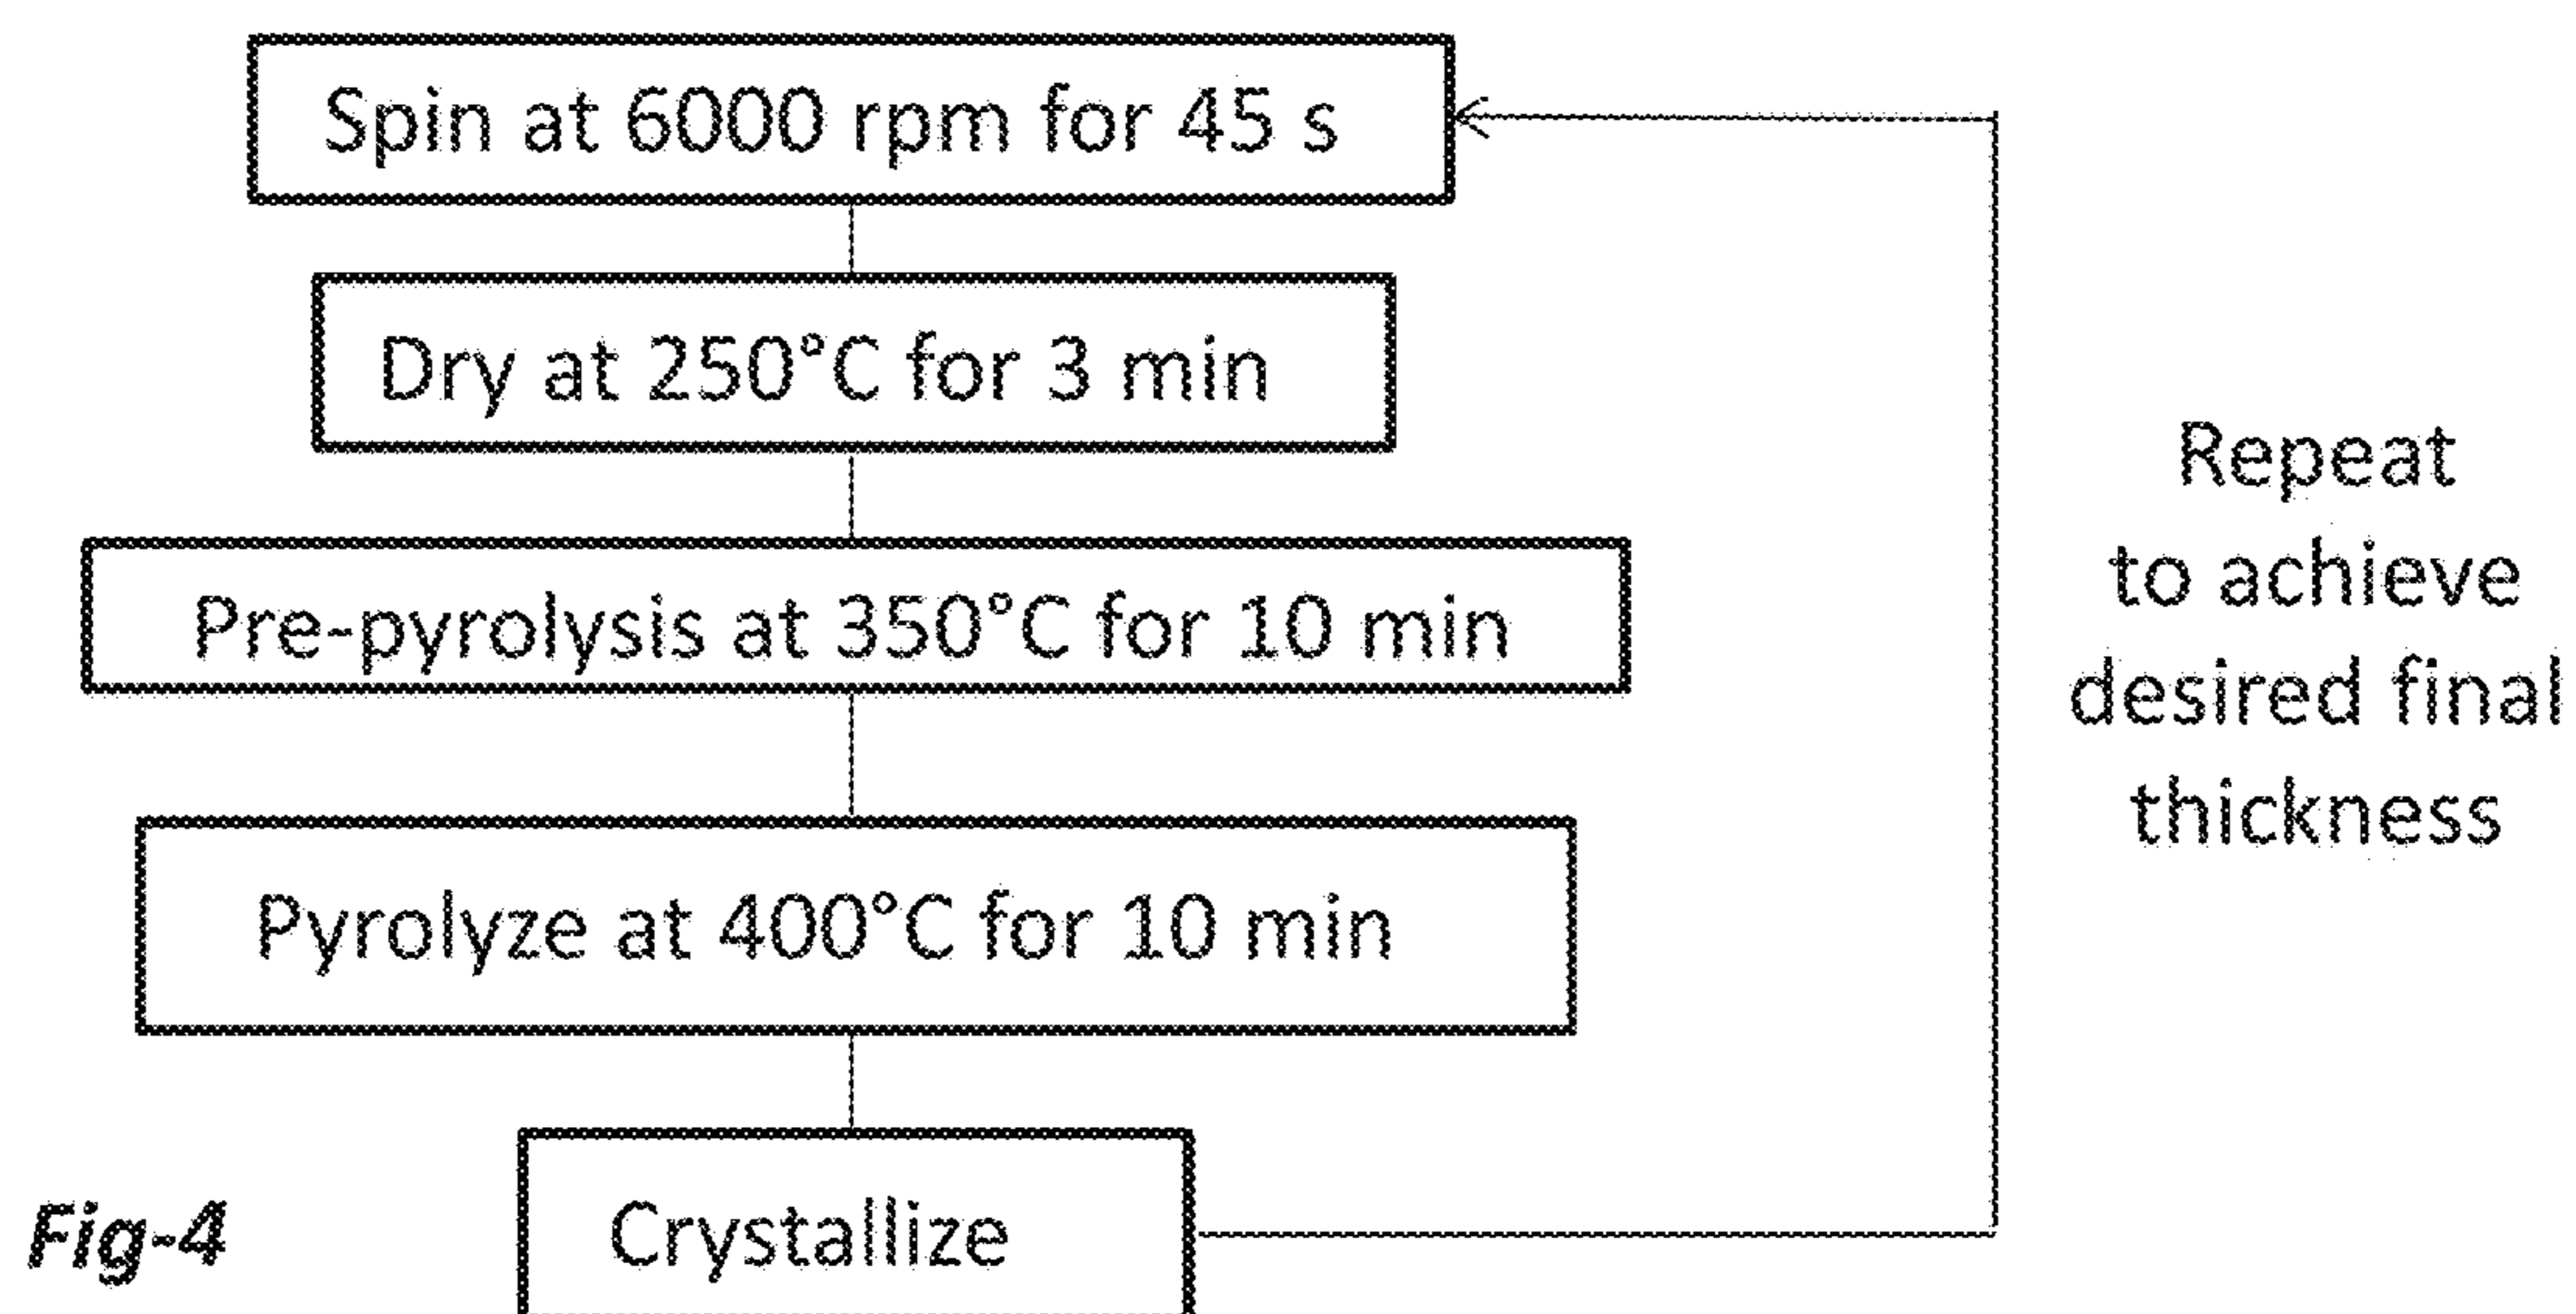 Spin at 6000 rpm for 45 s
Dry at 250°C for 3 min
Pre-pyrolysis at 350°C for 10 min
Pyrolyze at 400°C for 10 min
Crystallize
Repeat
to achieve
desired final
thickness
Fig-4